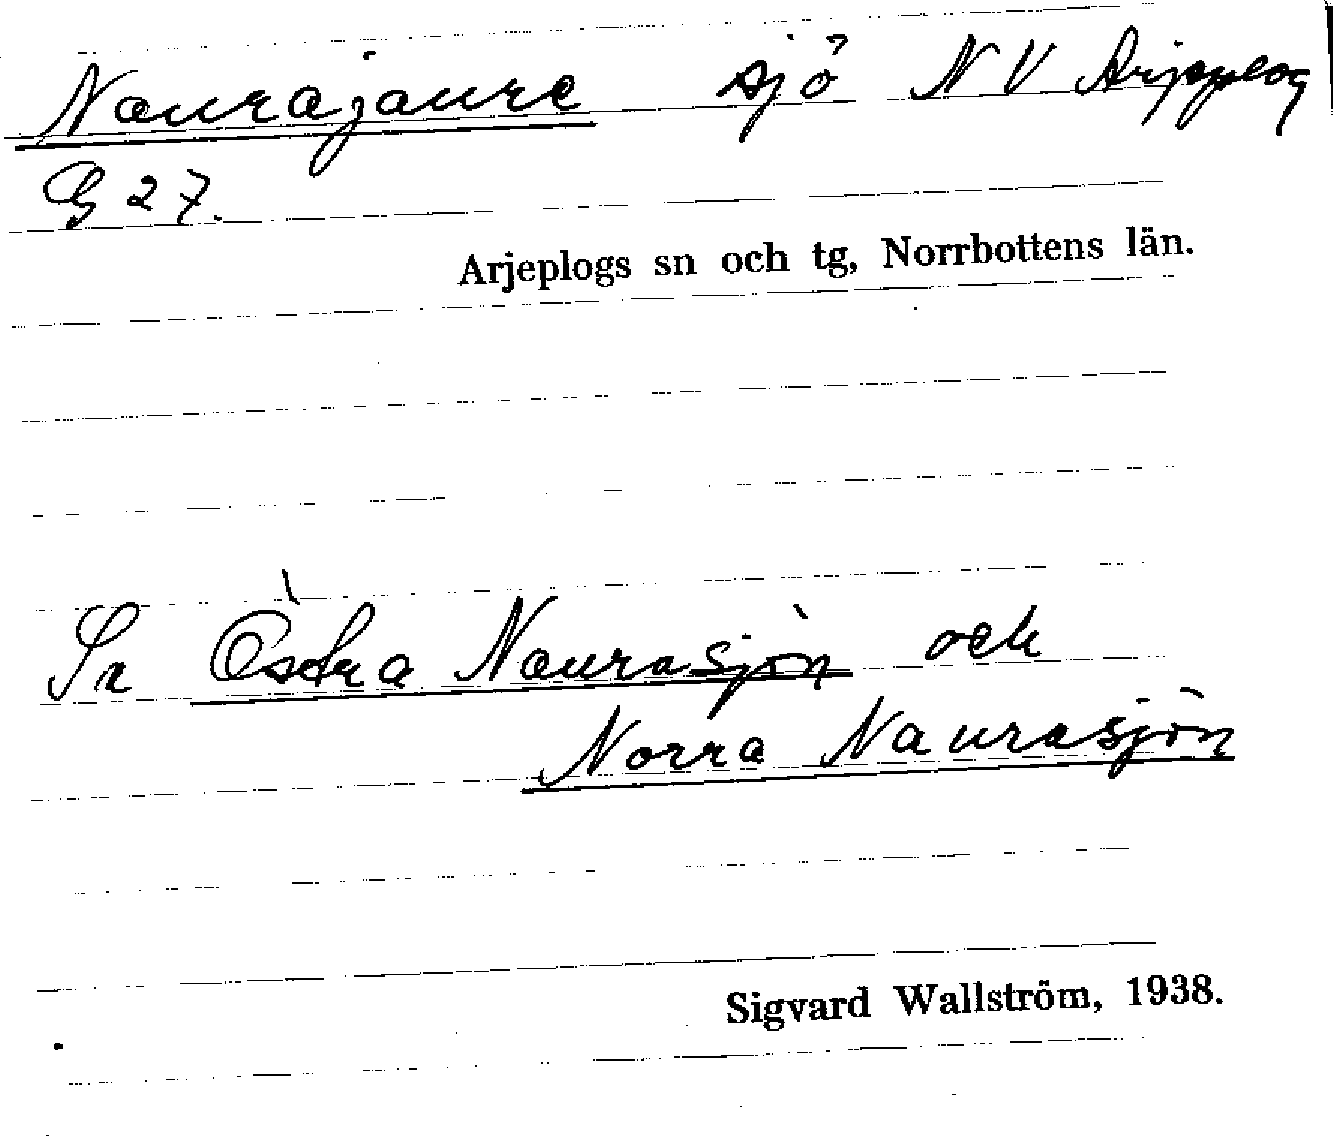 Naurajaure sjö NV Arjeplog
G 27.
Arjeplogs sn och tg, Norrbottens län.
Se Östra Naurasjön och
Norra Naurasjön
Sigvard Wallström, 1938.